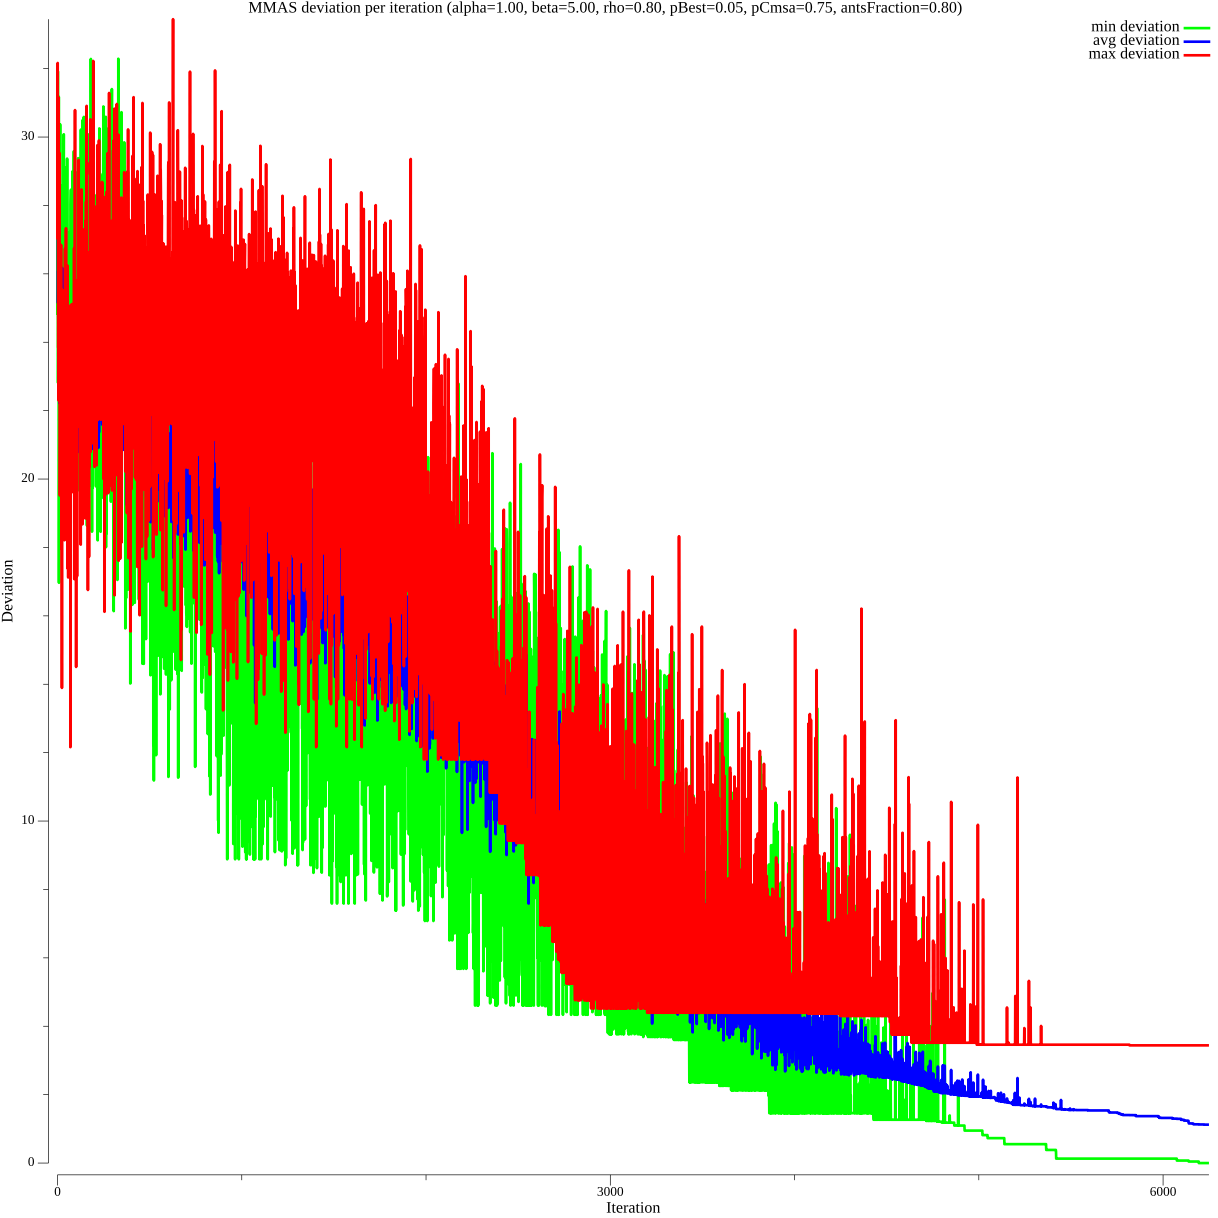 MMAS deviation per iteration (alpha=1.00, beta=5.00, rho=0.80, pBest=0.05, pCmsa=0.75, antsFraction=0.80)
min deviation
avg deviation
max deviation
30
20
10
0
Deviation
0
3000
6000
Iteration